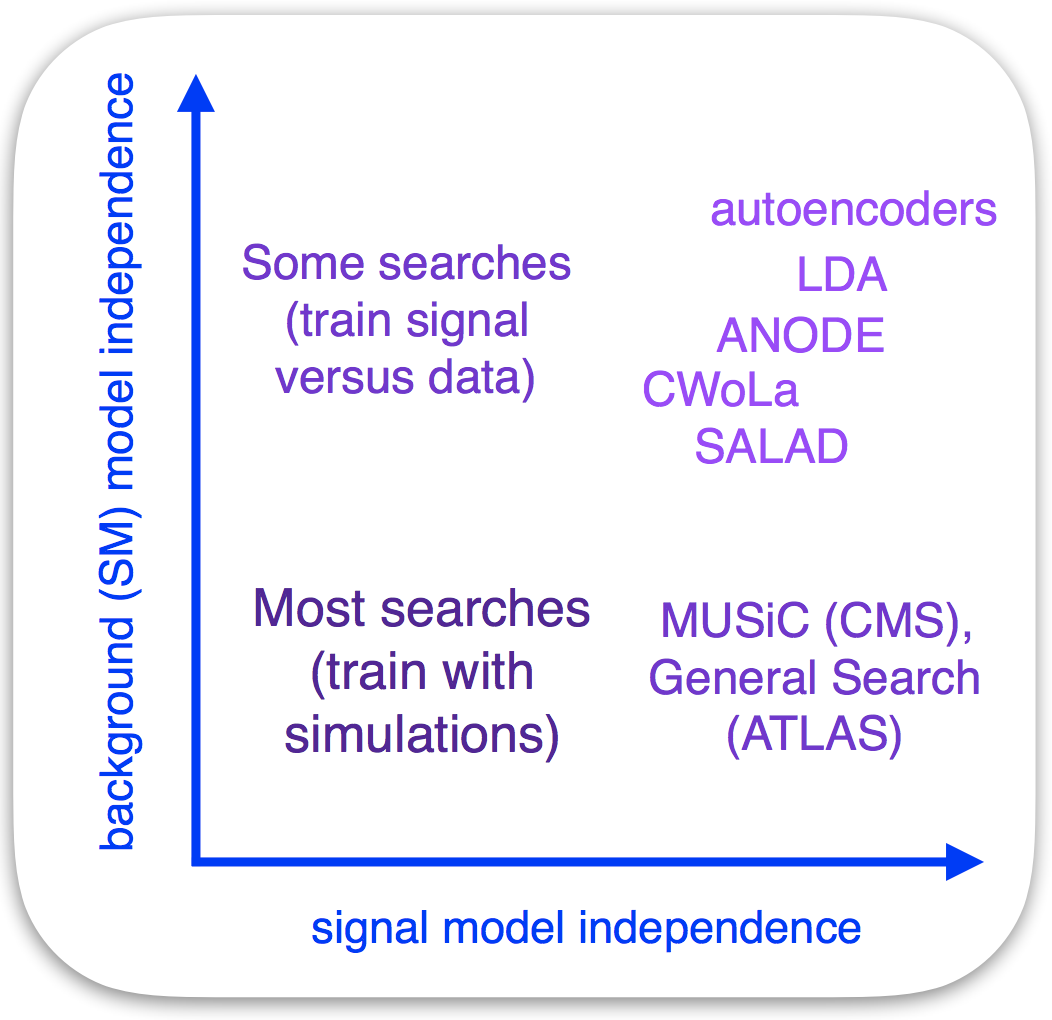 background (SM) model independence
autoencoders
Some searches
(train signal
versus data)
LDA
ANODE
CWoLa
SALAD
Most searches
(train with
simulations)
MUSiC (CMS),
General Search
(ATLAS)
signal model independence